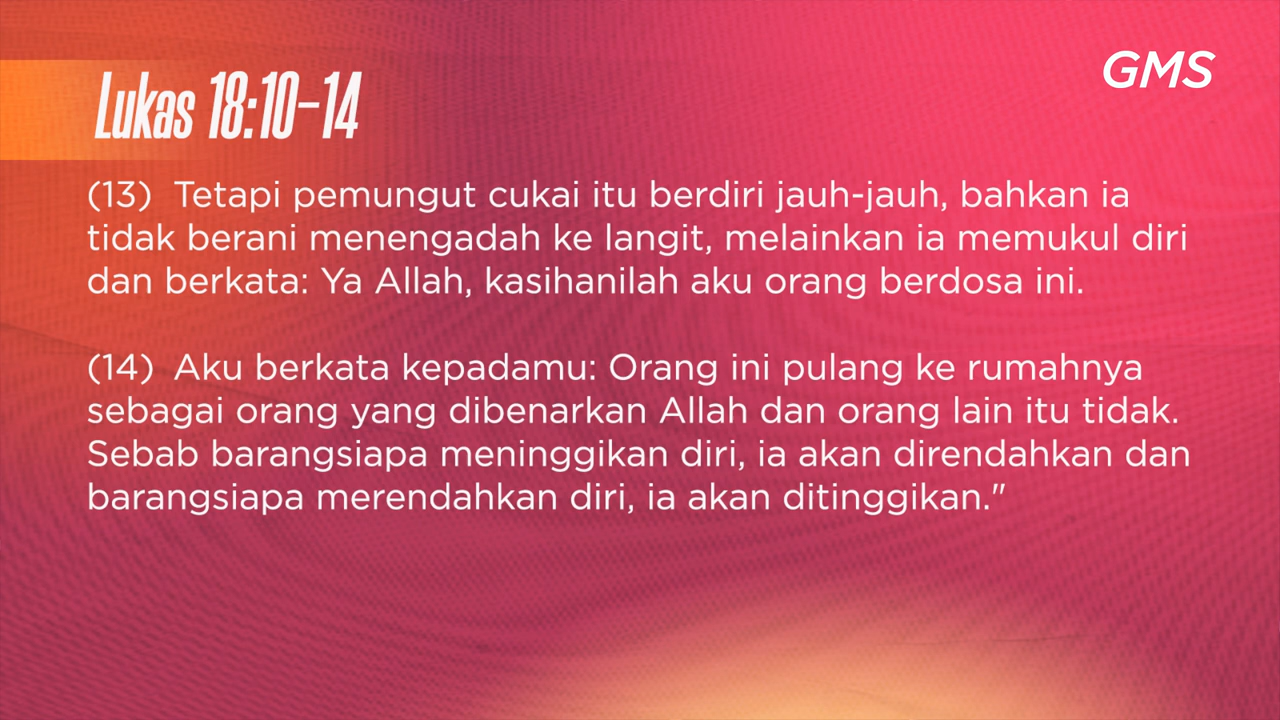 Lukas 18:10-14
GMS
(13) Tetapi pemungut cukai itu berdiri jauh-jauh, bahkan ia
tidak berani menengadah ke langit, melainkan ia memukul diri
dan berkata: Ya Allah, kasihanilah aku orang berdosa ini.
(14) Aku berkata kepadamu: Orang ini pulang ke rumahnya
sebagai orang yang dibenarkan Allah dan orang lain itu tidak.
Sebab barangsiapa meninggikan diri, ia akan direndahkan dan
barangsiapa merendahkan diri, ia akan ditinggikan."